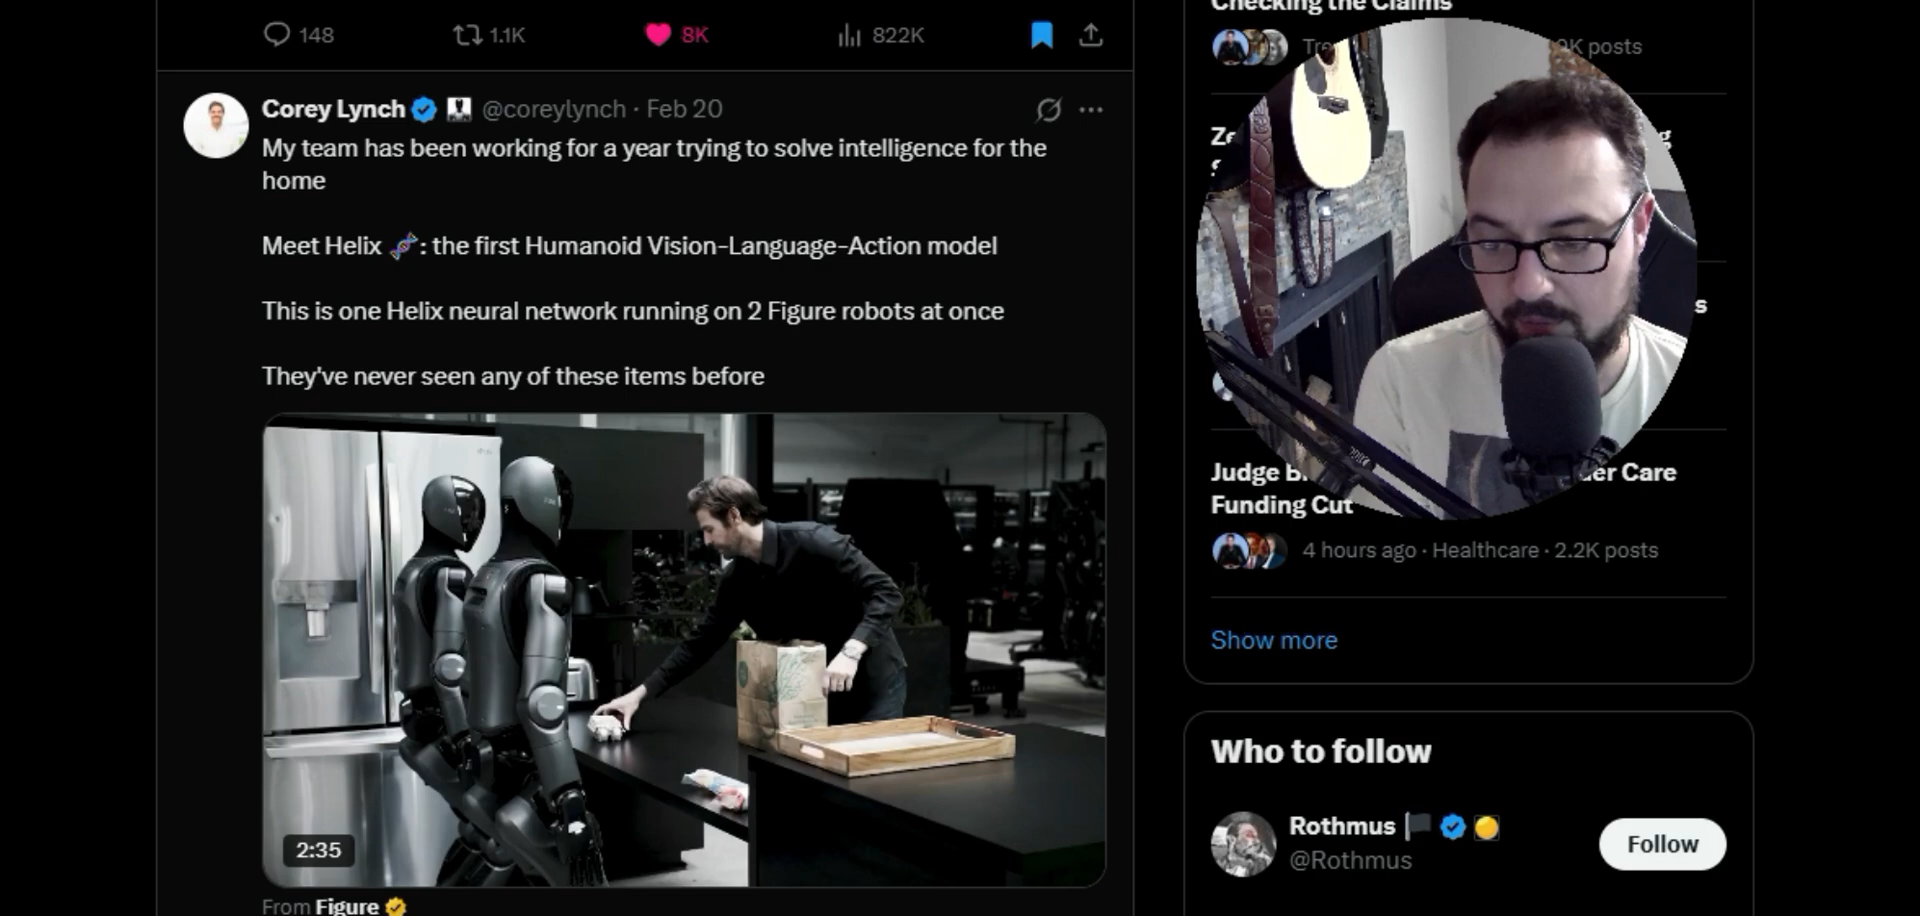 148 1.1K 8K 822K
Corey Lynch @coreylynch · Feb 20
My team has been working for a year trying to solve intelligence for the
home
Meet Helix 🧬: the first Humanoid Vision-Language-Action model
This is one Helix neural network running on 2 Figure robots at once
They've never seen any of these items before
2:35
From Figure
Checking the Claims
posts
Judge
er Care
Funding Cut
4 hours ago · Healthcare · 2.2K posts
Show more
Who to follow
Rothmus
@Rothmus
Follow